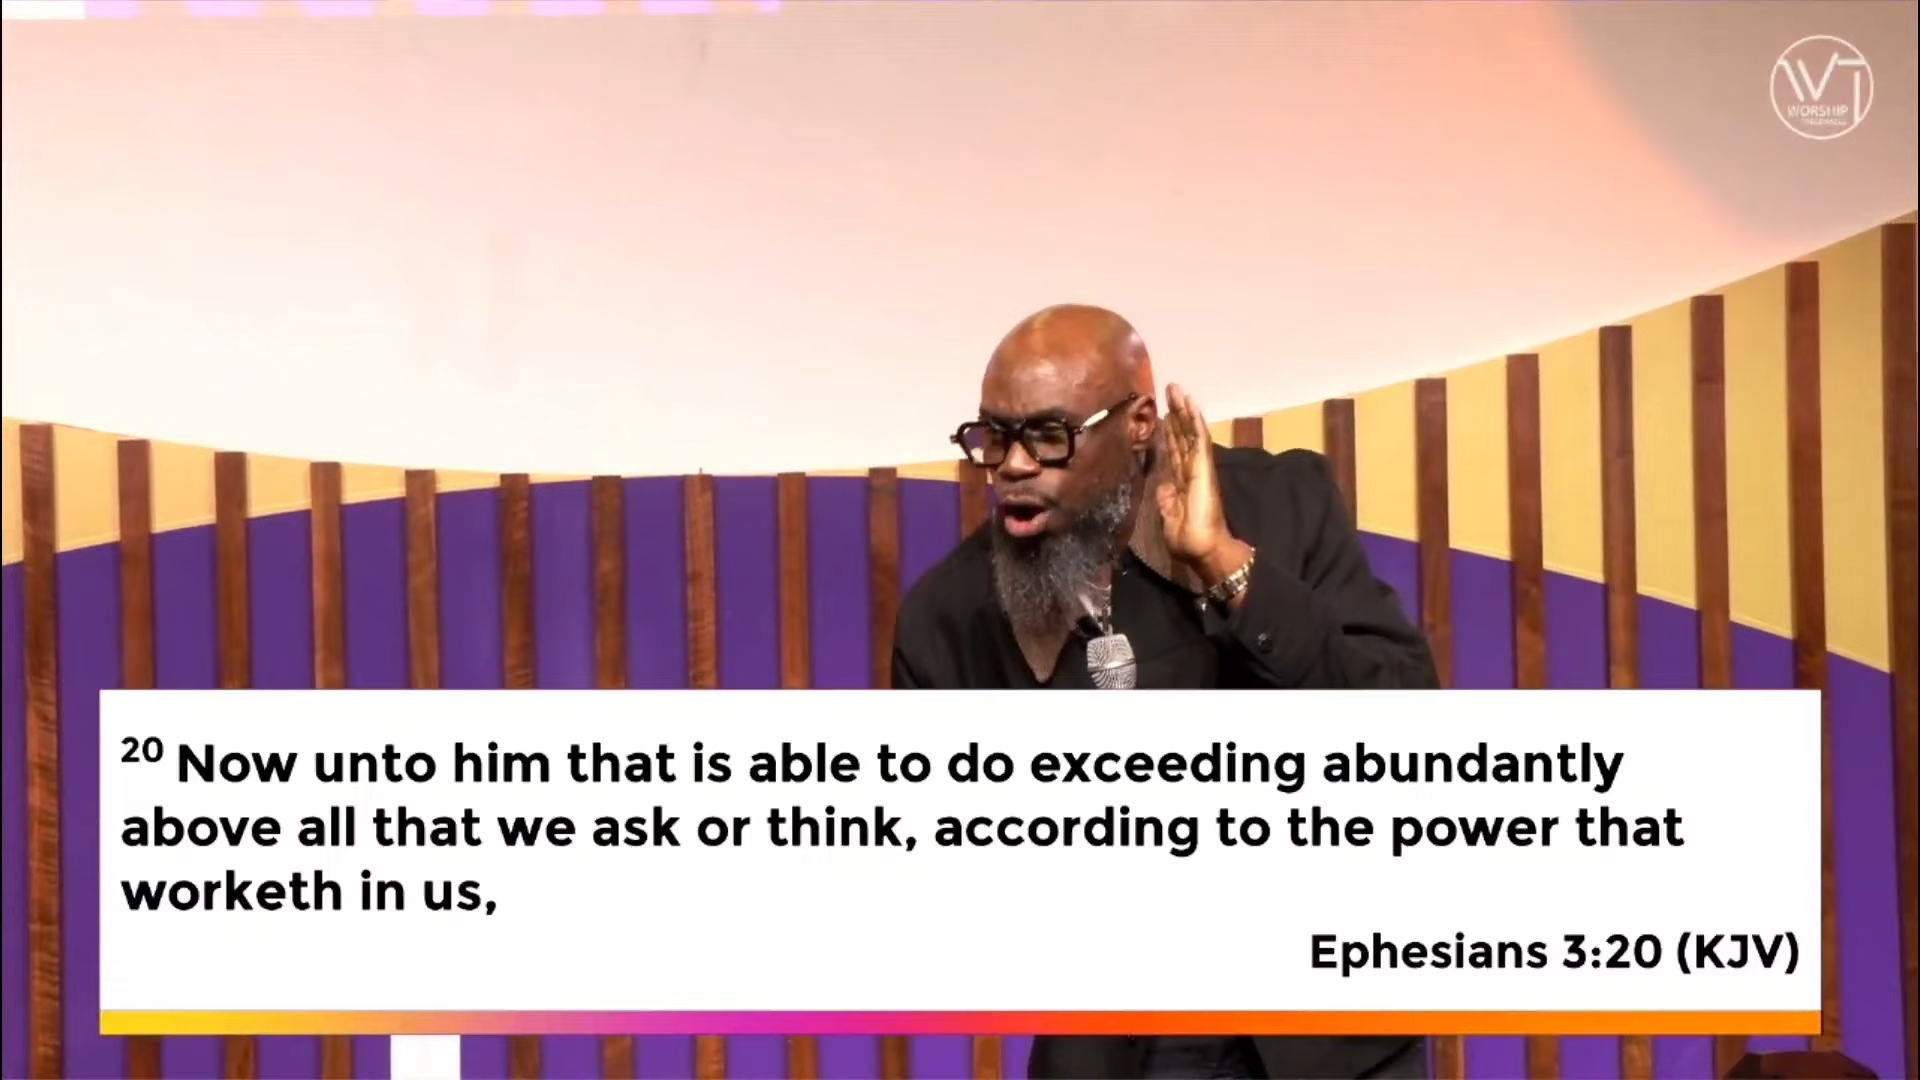 WT
WORSHIP
20 Now unto him that is able to do exceeding abundantly
above all that we ask or think, according to the power that
worketh in us,
Ephesians 3:20 (KJV)